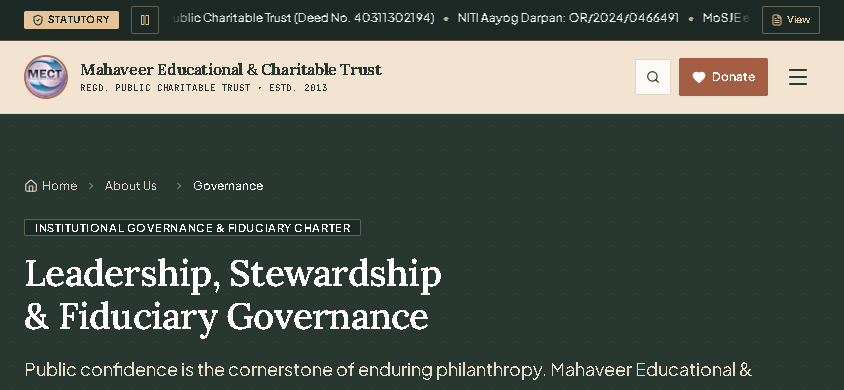 STATUTORY
ublic Charitable Trust (Deed No. 40311302194) • NITI Aayog Darpan: OR/2024/0466491 • MoSJE
View
MECT
Mahaveer Educational & Charitable Trust
REGD. PUBLIC CHARITABLE TRUST • ESTD. 2013
Donate
Home > About Us > Governance
INSTITUTIONAL GOVERNANCE & FIDUCIARY CHARTER
Leadership, Stewardship
& Fiduciary Governance
Public confidence is the cornerstone of enduring philanthropy. Mahaveer Educational &